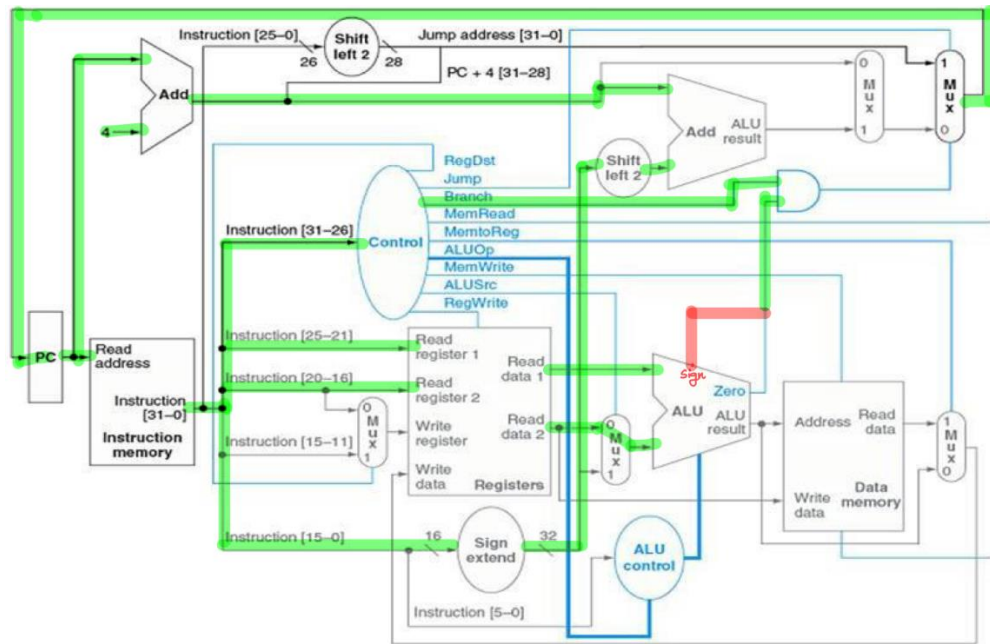 Instruction [25–0]
Shift
left 2
Jump address [31–0]
26
28
PC + 4 [31–28]
Add
4
0
M
u
x
1
1
M
u
x
0
Add
ALU
result
Shift
left 2
RegDst
Jump
Branch
MemRead
MemtoReg
ALUOp
MemWrite
ALUSrc
RegWrite
Control
Instruction [31–26]
PC
Read
address
Instruction
[31–0]
Instruction
memory
Instruction [25–21]
Instruction [20–16]
Instruction [15–11]
0
M
u
x
1
Read
register 1
Read
register 2
Write
register
Write
data
Read
data 1
Read
data 2
Registers
0
M
u
x
1
Sign
Zero
ALU
ALU
result
Address
Read
data
Write
data
Data
memory
1
M
u
x
0
Instruction [15–0]
16
Sign
extend
32
ALU
control
Instruction [5–0]